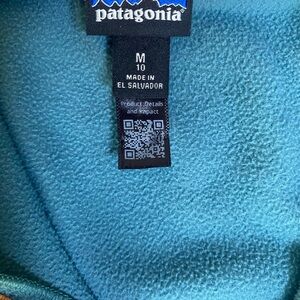 patagonia®
M
10
MADE IN
EL SALVADOR
Product Details
and Impact